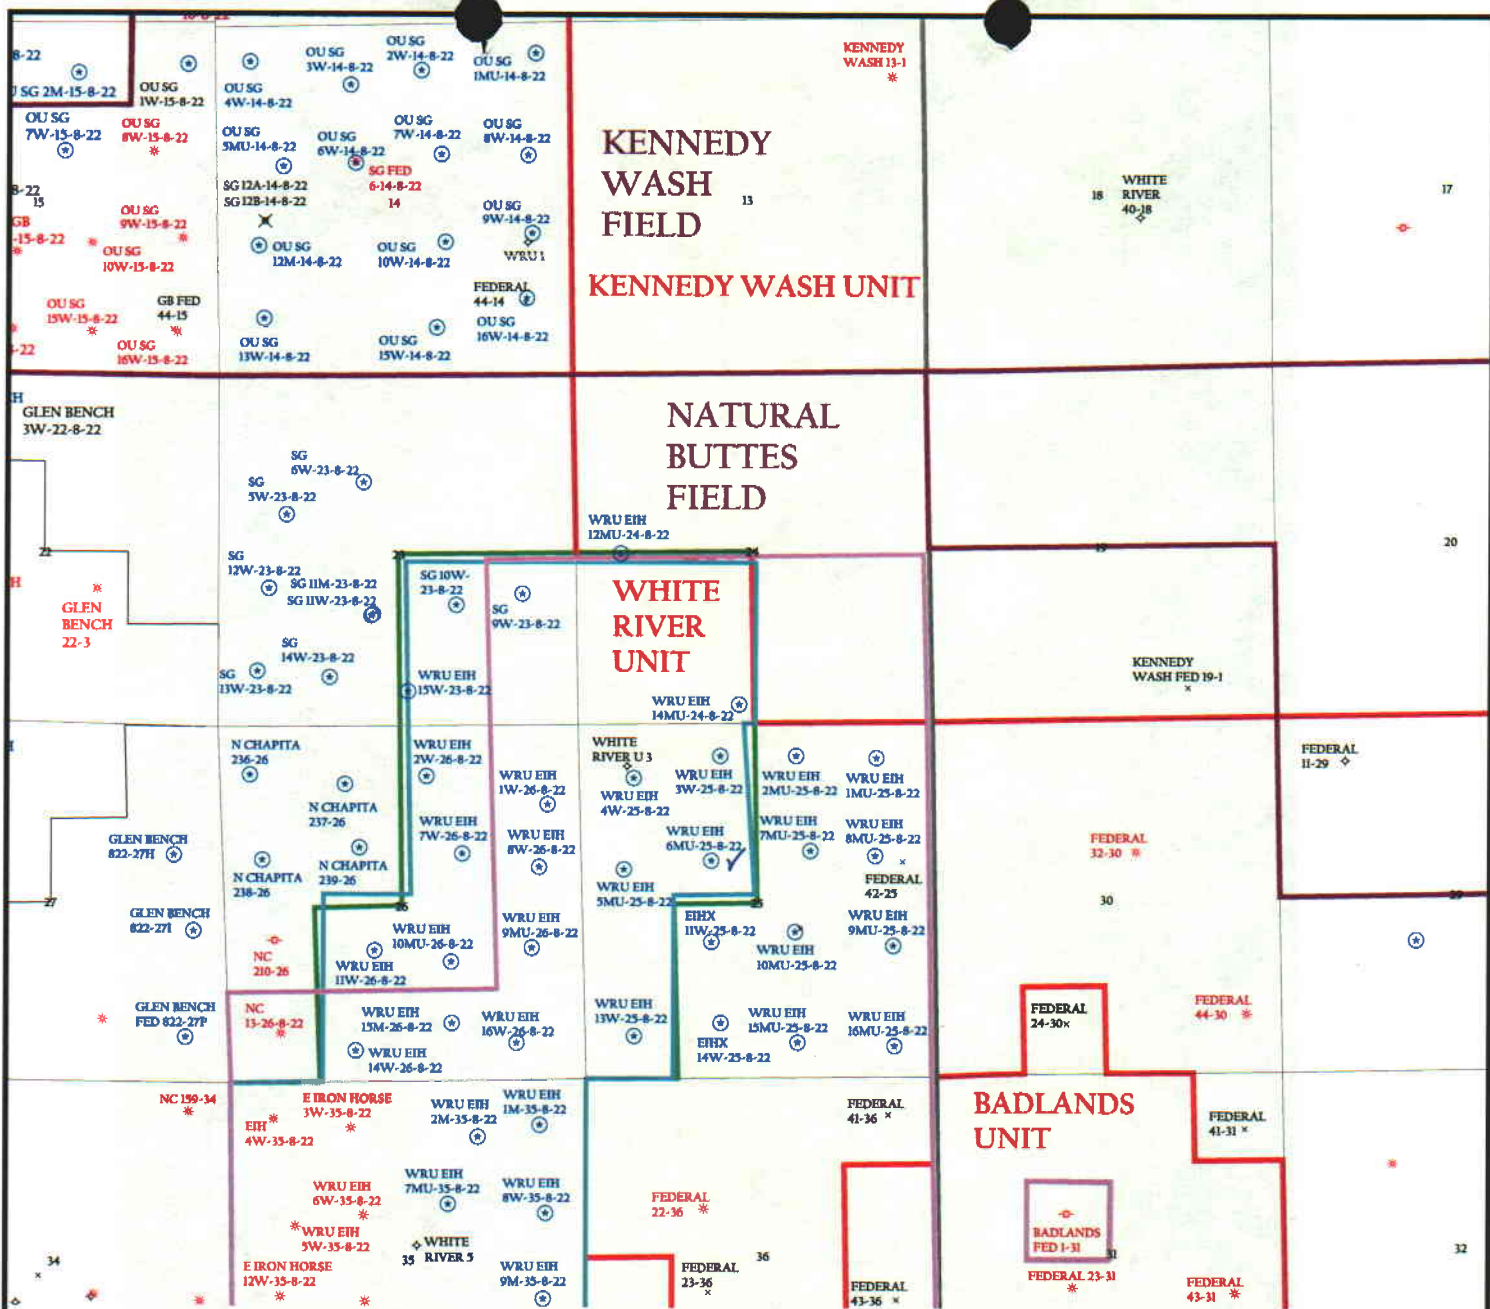 8-22
J SG 2M-15-8-22
OU SG
1W-15-8-22
OU SG
7W-15-8-22
OU SG
8W-15-8-22
8-22
15
GB
-15-8-22
OU SG
9W-15-8-22
OU SG
10W-15-8-22
OU SG
15W-15-8-22
GB FED
44-15
OU SG
16W-15-8-22
-22
OU SG
4W-14-8-22
OU SG
3W-14-8-22
OU SG
2W-14-8-22
OU SG
1MU-14-8-22
OU SG
5MU-14-8-22
OU SG
6W-14-8-22
OU SG
7W-14-8-22
OU SG
8W-14-8-22
SG FED
6-14-8-22
14
SG 12A-14-8-22
SG 12B-14-8-22
OU SG
12M-14-8-22
OU SG
10W-14-8-22
OU SG
9W-14-8-22
WRU 1
FEDERAL
44-14
OU SG
16W-14-8-22
OU SG
13W-14-8-22
OU SG
15W-14-8-22
KENNEDY
WASH 13-1
KENNEDY
WASH
FIELD
13
KENNEDY WASH UNIT
18
WHITE
RIVER
40-18
17
H
GLEN BENCH
3W-22-8-22
NATURAL
BUTTES
FIELD
SG
6W-23-8-22
SG
5W-23-8-22
22
23
WRU EIH
12MU-24-8-22
24
19
20
H
GLEN
BENCH
22-3
SG
12W-23-8-22
SG 11M-23-8-22
SG 11W-23-8-22
SG 10W-
23-8-22
SG
9W-23-8-22
WHITE
RIVER
UNIT
SG
14W-23-8-22
SG
13W-23-8-22
WRU EIH
15W-23-8-22
WRU EIH
14MU-24-8-22
KENNEDY
WASH FED 19-1
N CHAPITA
236-26
N CHAPITA
237-26
WRU EIH
2W-26-8-22
WRU EIH
1W-26-8-22
WHITE
RIVER U 3
WRU EIH
4W-25-8-22
WRU EIH
3W-25-8-22
WRU EIH
2MU-25-8-22
WRU EIH
1MU-25-8-22
FEDERAL
11-29
GLEN BENCH
822-27H
N CHAPITA
238-26
N CHAPITA
239-26
WRU EIH
7W-26-8-22
WRU EIH
8W-26-8-22
WRU EIH
5MU-25-8-22
WRU EIH
6MU-25-8-22
WRU EIH
7MU-25-8-22
WRU EIH
8MU-25-8-22
FEDERAL
42-25
FEDERAL
32-30
27
26
25
30
29
GLEN BENCH
822-27I
NC
210-26
WRU EIH
10MU-26-8-22
WRU EIH
11W-26-8-22
WRU EIH
9MU-26-8-22
EIHX
11W-25-8-22
WRU EIH
10MU-25-8-22
WRU EIH
9MU-25-8-22
GLEN BENCH
FED 822-27P
NC
13-26-8-22
WRU EIH
15M-26-8-22
WRU EIH
14W-26-8-22
WRU EIH
16W-26-8-22
WRU EIH
13W-25-8-22
EIHX
14W-25-8-22
WRU EIH
15MU-25-8-22
WRU EIH
16MU-25-8-22
FEDERAL
24-30
FEDERAL
44-30
NC 159-34
EIH
4W-35-8-22
E IRON HORSE
3W-35-8-22
WRU EIH
2M-35-8-22
WRU EIH
1M-35-8-22
FEDERAL
41-36
BADLANDS
UNIT
FEDERAL
41-31
WRU EIH
6W-35-8-22
WRU EIH
5W-35-8-22
WRU EIH
7MU-35-8-22
WRU EIH
8W-35-8-22
FEDERAL
22-36
BADLANDS
FED 1-31
31
34
35
WHITE
RIVER 5
36
32
E IRON HORSE
12W-35-8-22
WRU EIH
9M-35-8-22
FEDERAL
23-36
FEDERAL
43-36
FEDERAL 23-31
FEDERAL
43-31